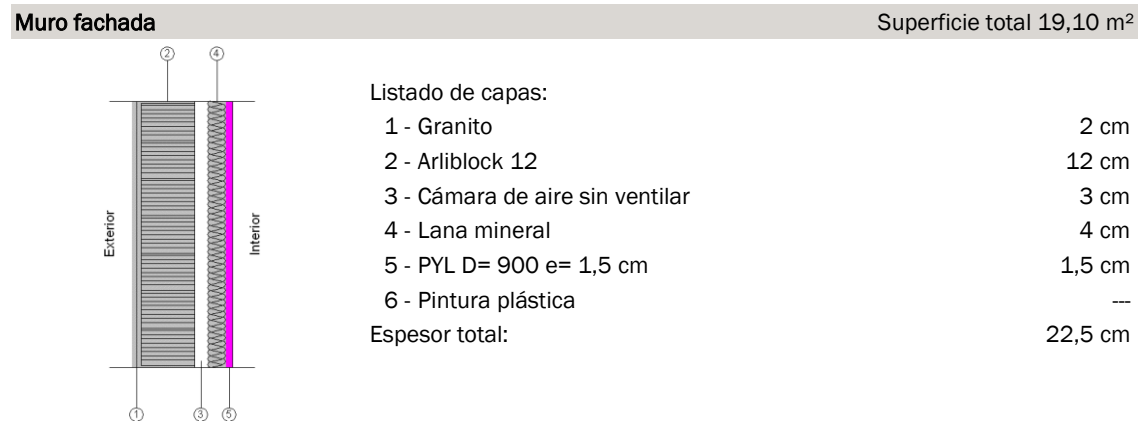 Muro fachada Superficie total 19,10 m²
2 4
Listado de capas:
1 - Granito 2 cm
2 - Arliblock 12 12 cm
3 - Cámara de aire sin ventilar 3 cm
4 - Lana mineral 4 cm
5 - PYL D= 900 e= 1,5 cm 1,5 cm
6 - Pintura plástica ---
Espesor total: 22,5 cm
Exterior
Interior
1 3 5